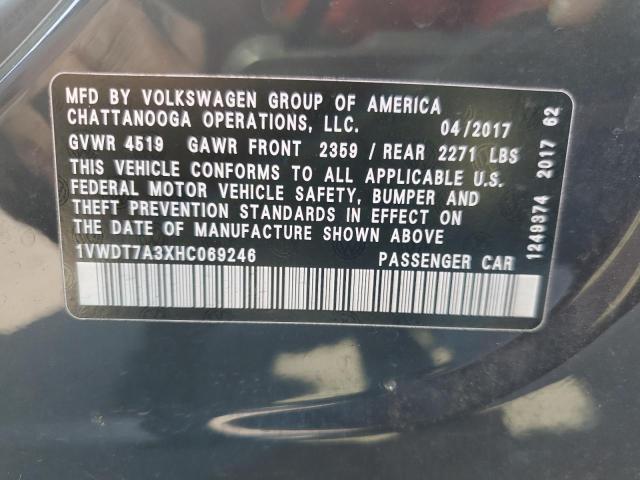 MFD BY VOLKSWAGEN GROUP OF AMERICA
CHATTANOOGA OPERATIONS, LLC. 04/2017
GVWR 4519 GAWR FRONT 2359 / REAR 2271 LBS
THIS VEHICLE CONFORMS TO ALL APPLICABLE U.S.
FEDERAL MOTOR VEHICLE SAFETY, BUMPER AND
THEFT PREVENTION STANDARDS IN EFFECT ON
THE DATE OF MANUFACTURE SHOWN ABOVE
1VWDT7A3XHC069246 PASSENGER CAR
1249374 2017 62